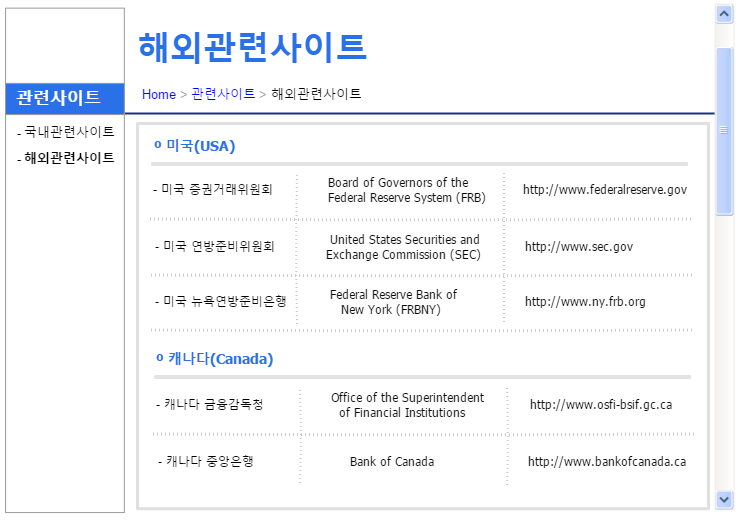 해외관련사이트
관련사이트
Home > 관련사이트 > 해외관련사이트
- 국내관련사이트
- 해외관련사이트
º 미국(USA)
- 미국 증권거래위원회 Board of Governors of the Federal Reserve System (FRB) http://www.federalreserve.gov
- 미국 연방준비위원회 United States Securities and Exchange Commission (SEC) http://www.sec.gov
- 미국 뉴욕연방준비은행 Federal Reserve Bank of New York (FRBNY) http://www.ny.frb.org
º 캐나다(Canada)
- 캐나다 금융감독청 Office of the Superintendent of Financial Institutions http://www.osfi-bsif.gc.ca
- 캐나다 중앙은행 Bank of Canada http://www.bankofcanada.ca